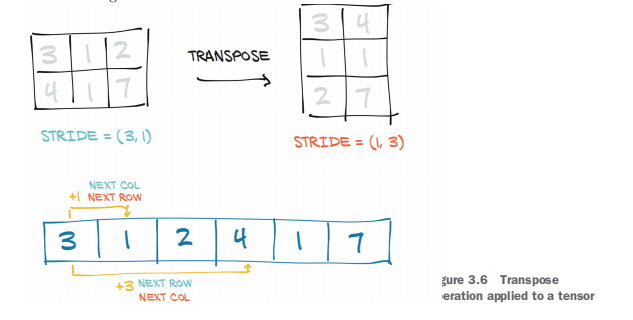 3 1 2
4 1 7
TRANSPOSE
3 4
1 1
2 7
STRIDE = (3, 1)
STRIDE = (1, 3)
NEXT COL
+1 NEXT ROW
3 1 2 4 1 7
+3 NEXT ROW
NEXT COL
gure 3.6 Transpose
eration applied to a tensor